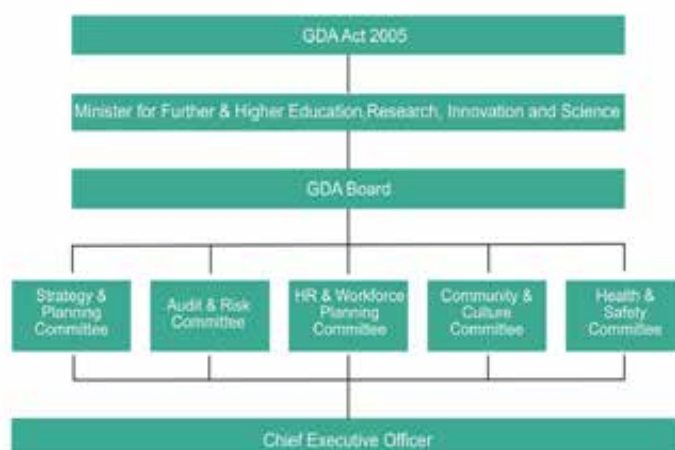 GDA Act 2005
Minister for Further & Higher Education,Research, Innovation and Science
GDA Board
Strategy &
Planning
Committee
Audit & Risk
Committee
HR & Workforce
Planning
Committee
Community &
Culture
Committee
Health &
Safety
Committee
Chief Executive Officer